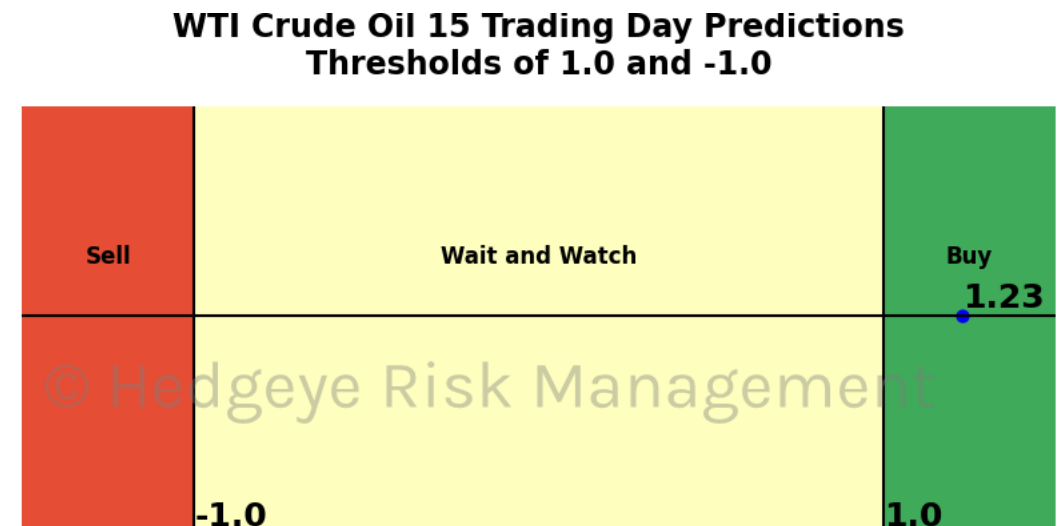 WTI Crude Oil 15 Trading Day Predictions
Thresholds of 1.0 and -1.0
Sell
Wait and Watch
Buy
1.23
© Hedgeye Risk Management
-1.0
1.0